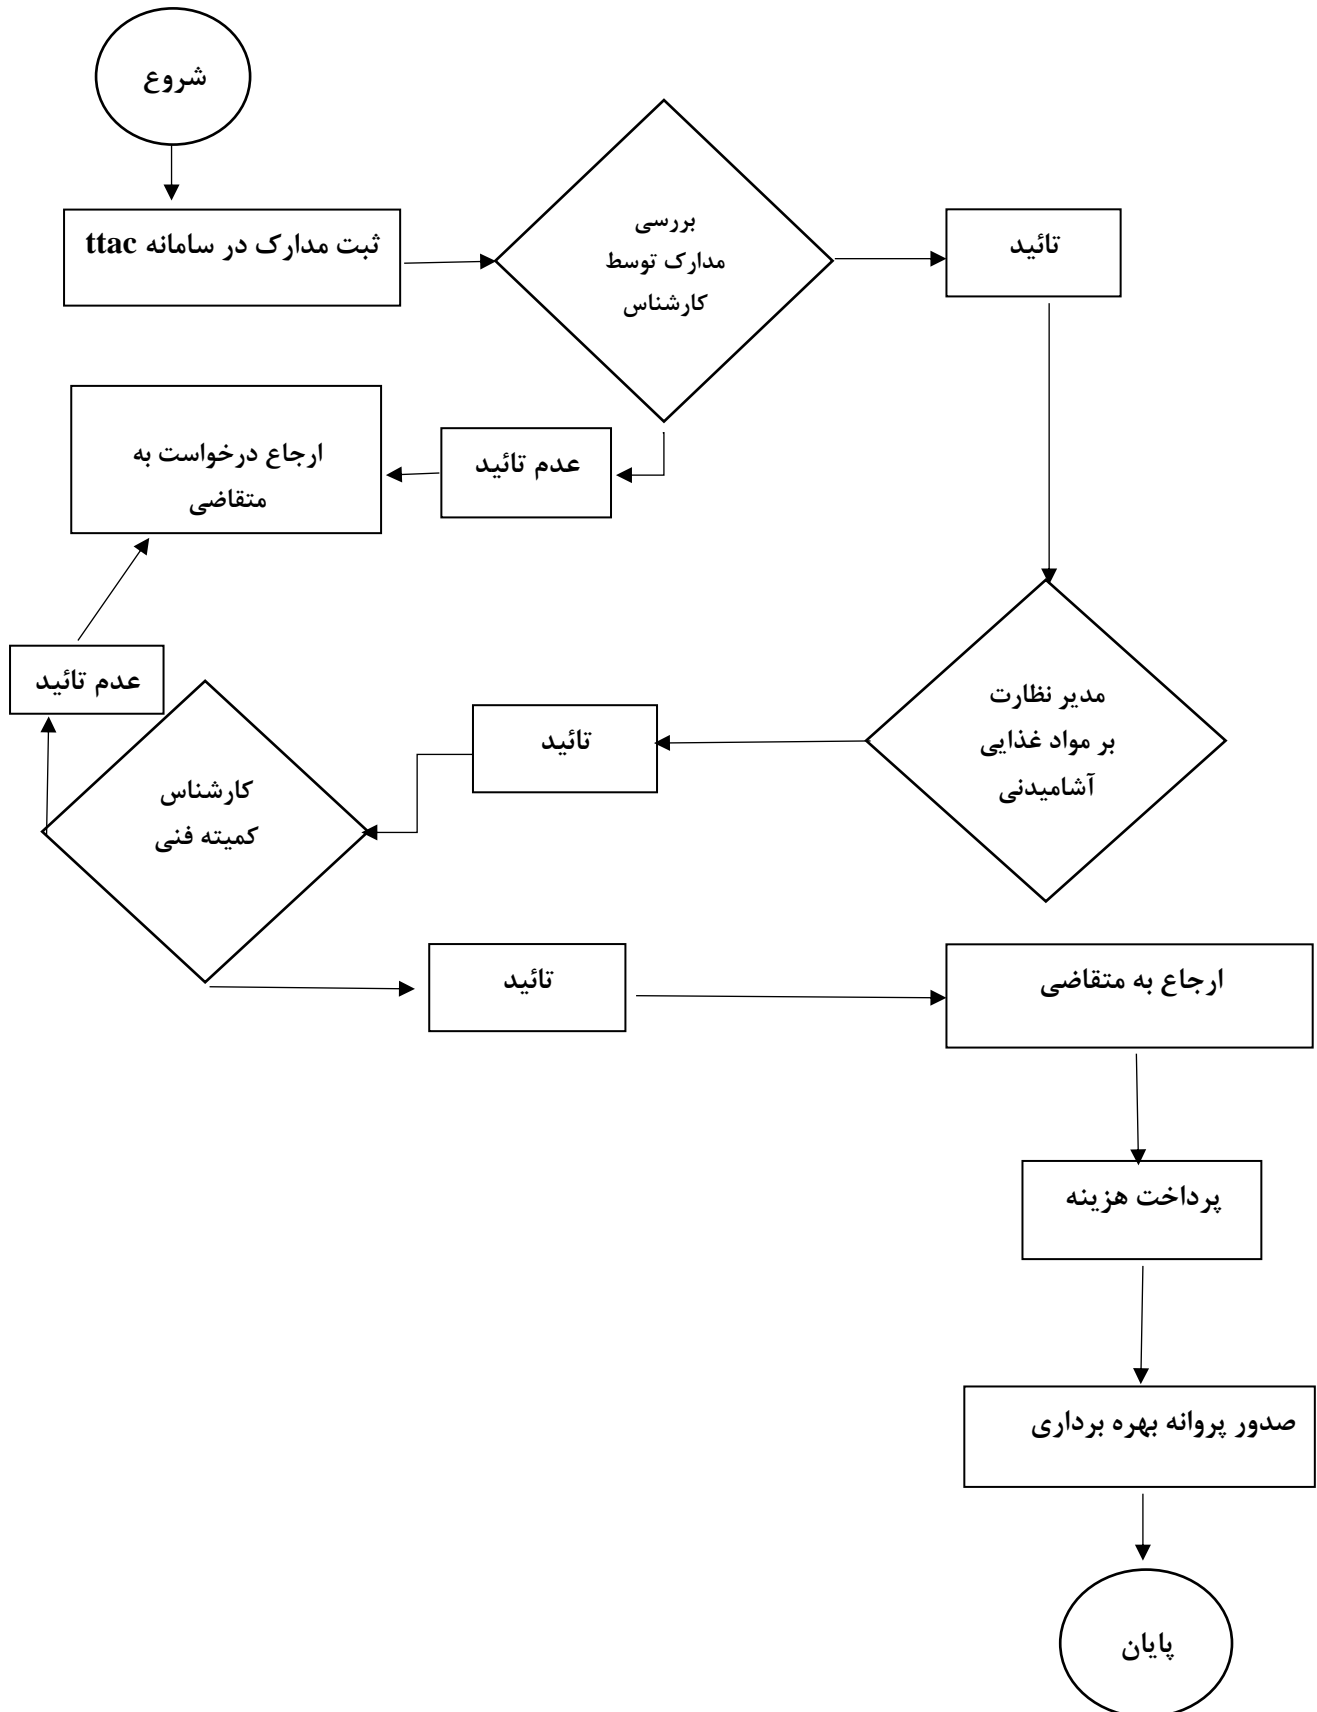 شروع
ثبت مدارک در سامانه ttac
بررسی
مدارک توسط
کارشناس
تائید
عدم تائید
ارجاع درخواست به
متقاضی
مدیر نظارت
بر مواد غذایی
آشامیدنی
تائید
کارشناس
کمیته فنی
عدم تائید
تائید
ارجاع به متقاضی
پرداخت هزینه
صدور پروانه بهره برداری
پایان